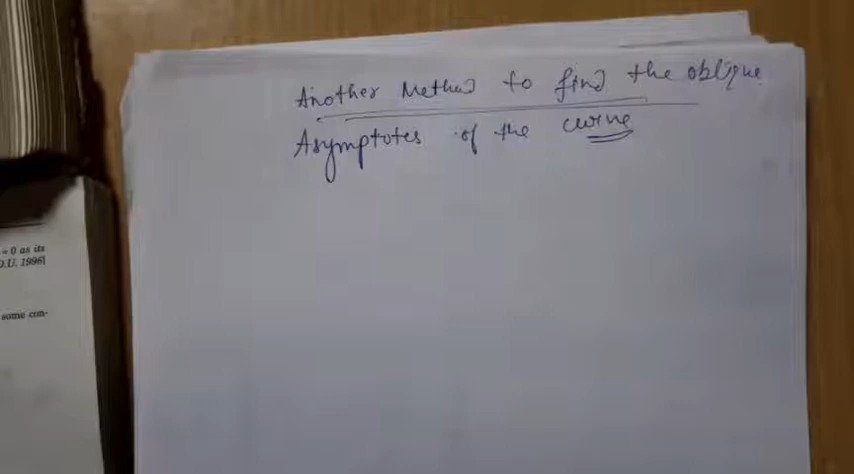 Another Method to find the oblique
Asymptotes of the curve
= 0 as its
D.U. 1996]
some con-